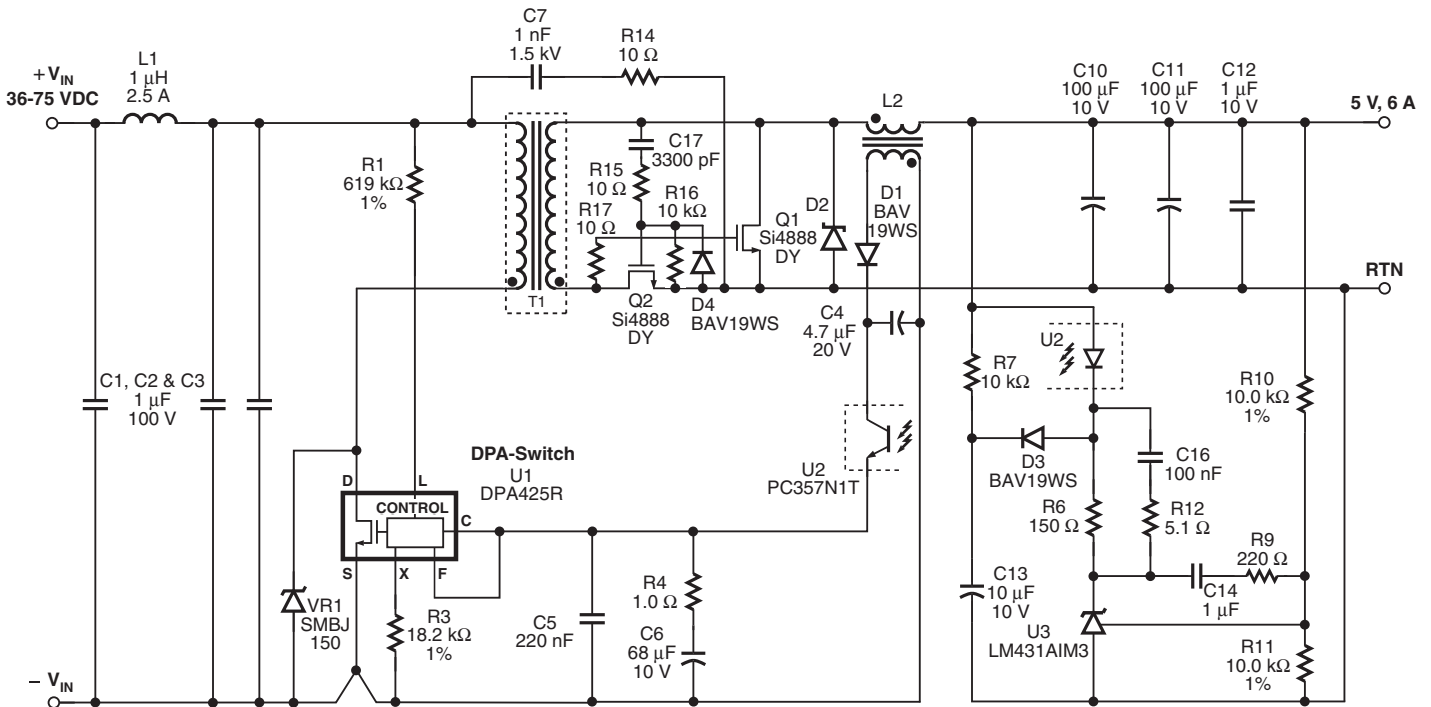 C7
1 nF
1.5 kV
R14
10 Ω
L1
1 μH
2.5 A
+ VIN
36-75 VDC
C10
100 μF
10 V
C11
100 μF
10 V
C12
1 μF
10 V
5 V, 6 A
L2
R1
619 kΩ
1%
C17
3300 pF
R15
10 Ω
R16
10 kΩ
R17
10 Ω
Q1
Si4888
DY
D2
D1
BAV
19WS
RTN
T1
Q2
Si4888
DY
D4
BAV19WS
C4
4.7 μF
20 V
U2
R7
10 kΩ
R10
10.0 kΩ
1%
C1, C2 & C3
1 μF
100 V
DPA-Switch
U1
DPA425R
U2
PC357N1T
D3
BAV19WS
C16
100 nF
D
L
CONTROL
C
S
X
F
R6
150 Ω
R12
5.1 Ω
R9
220 Ω
VR1
SMBJ
150
R3
18.2 kΩ
1%
C5
220 nF
R4
1.0 Ω
C6
68 μF
10 V
C13
10 μF
10 V
C14
1 μF
U3
LM431AIM3
R11
10.0 kΩ
1%
− VIN